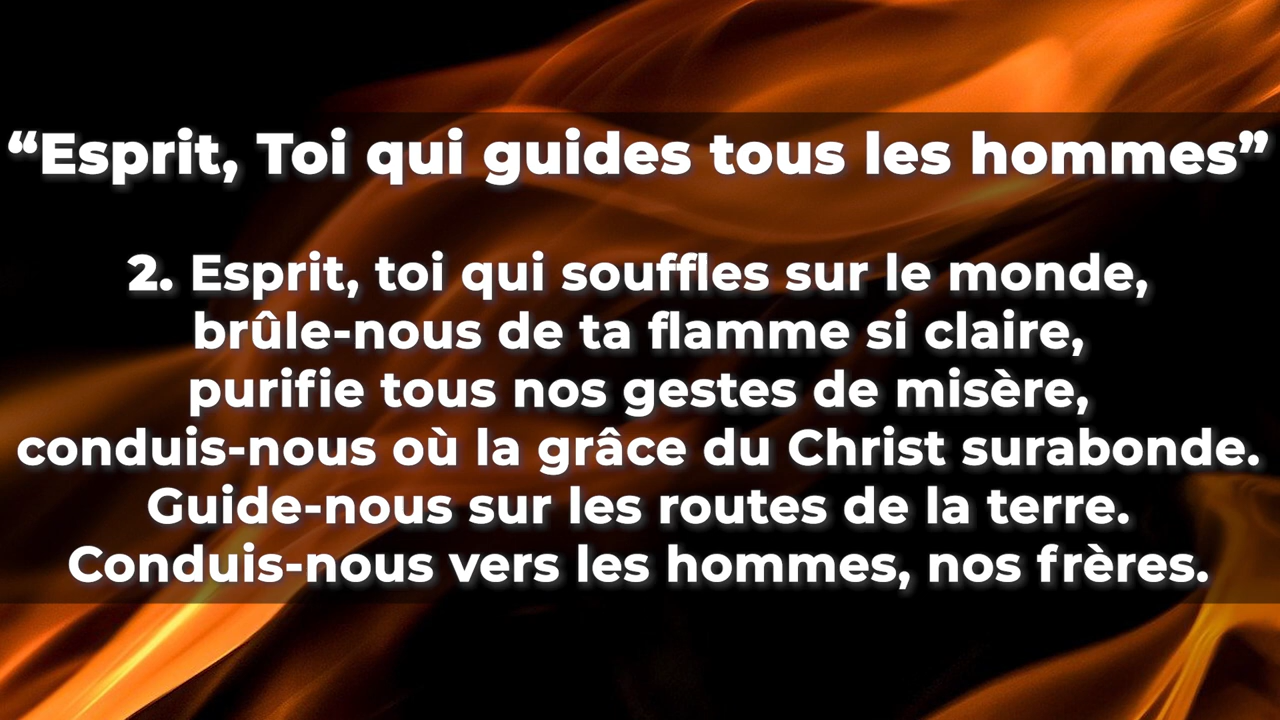 “Esprit, Toi qui guides tous les hommes”
2. Esprit, toi qui souffles sur le monde,
brûle-nous de ta flamme si claire,
purifie tous nos gestes de misère,
conduis-nous où la grâce du Christ surabonde.
Guide-nous sur les routes de la terre.
Conduis-nous vers les hommes, nos frères.